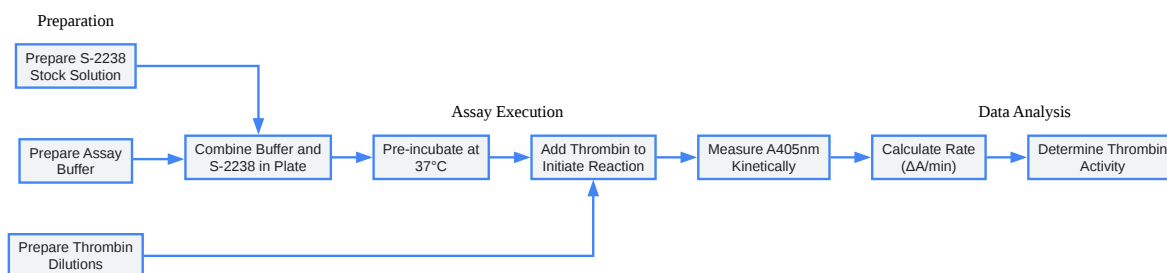 Preparation
Prepare S-2238
Stock Solution
Assay Execution
Data Analysis
Prepare Assay
Buffer
Combine Buffer and
S-2238 in Plate
Pre-incubate at
37°C
Add Thrombin to
Initiate Reaction
Measure A405nm
Kinetically
Calculate Rate
(ΔA/min)
Determine Thrombin
Activity
Prepare Thrombin
Dilutions